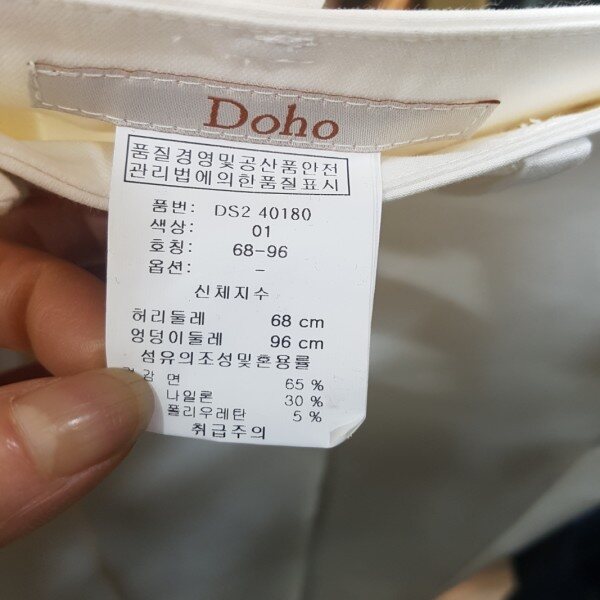 Doho
품질경영및공산품안전
관리법에의한품질표시
품번: DS2 40180
색상: 01
호칭: 68-96
옵션: -
신체지수
허리둘레 68 cm
엉덩이둘레 96 cm
섬유의조성및혼용률
겉감 면 65 %
나일론 30 %
폴리우레탄 5 %
취급주의